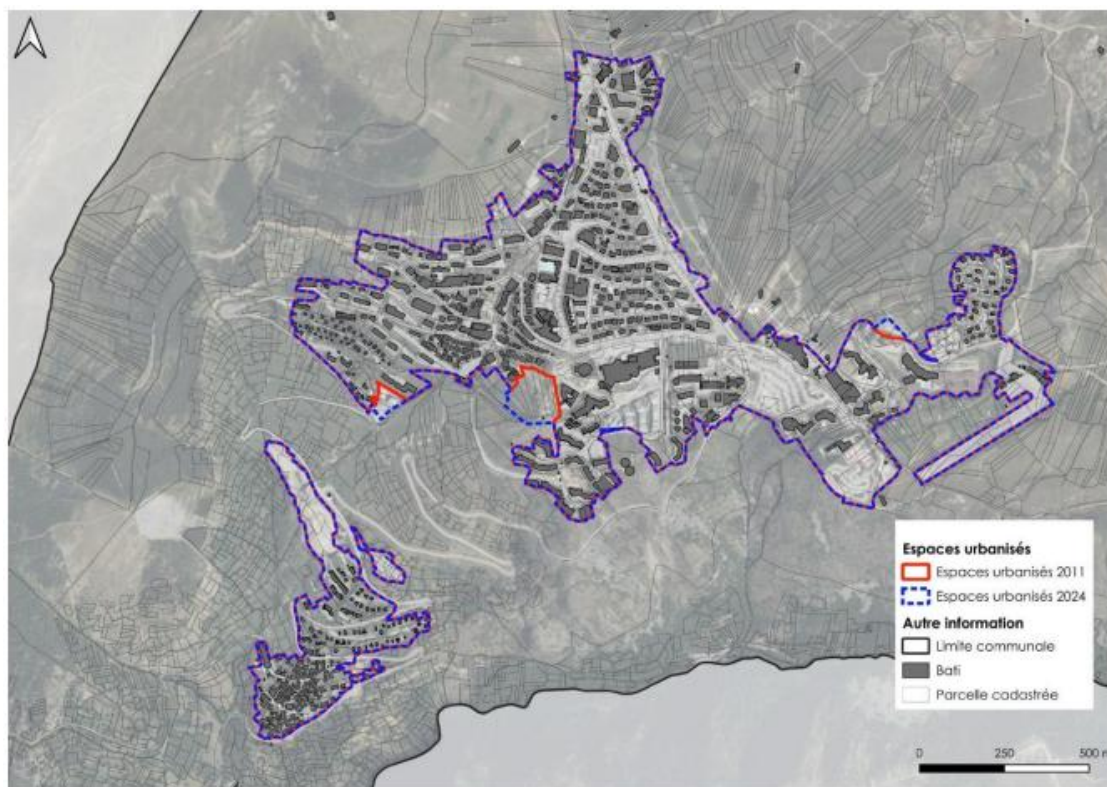 Espaces urbanisés
Espaces urbanisés 2011
Espaces urbanisés 2024
Autre information
Limite communale
Bati
Parcelle cadastrée
0 250 500 m